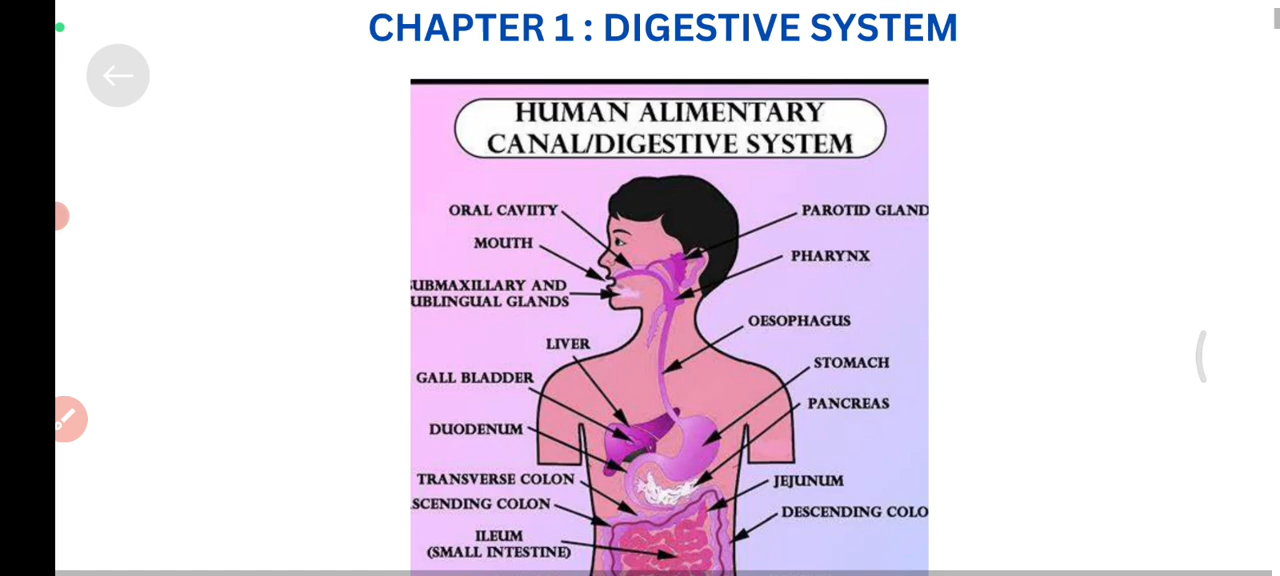 CHAPTER 1 : DIGESTIVE SYSTEM
HUMAN ALIMENTARY
CANAL/DIGESTIVE SYSTEM
ORAL CAVIITY
PAROTID GLAND
MOUTH
PHARYNX
UBMAXILLARY AND
UBLINGUAL GLANDS
OESOPHAGUS
LIVER
STOMACH
GALL BLADDER
PANCREAS
DUODENUM
TRANSVERSE COLON
JEJUNUM
SCENDING COLON
DESCENDING COLO
ILEUM
(SMALL INTESTINE)